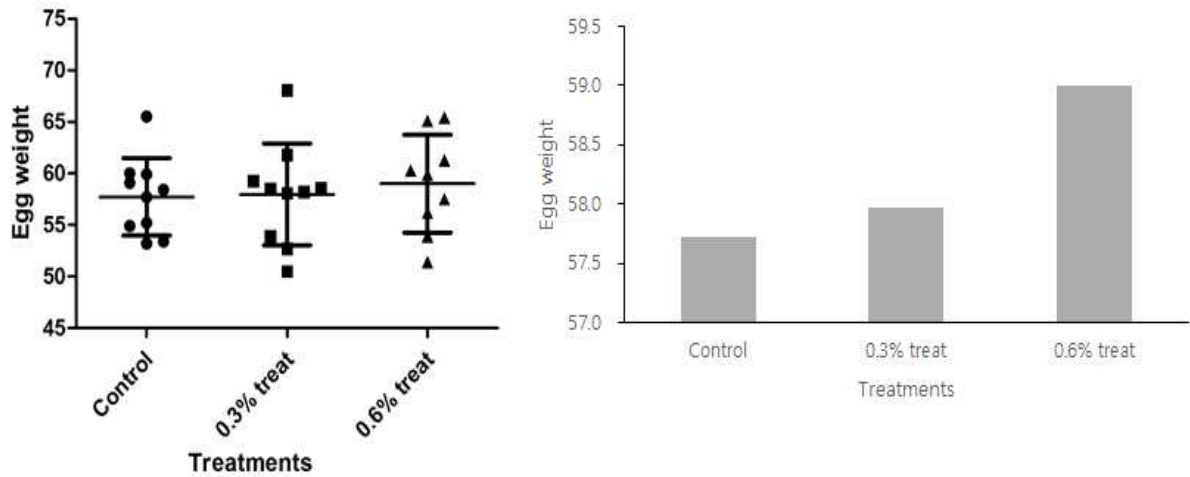 75
70
65
60
55
50
45
Egg weight
Control
0.3% treat
0.6% treat
Treatments
59.5
59.0
58.5
58.0
57.5
57.0
Egg weight
Control
0.3% treat
0.6% treat
Treatments